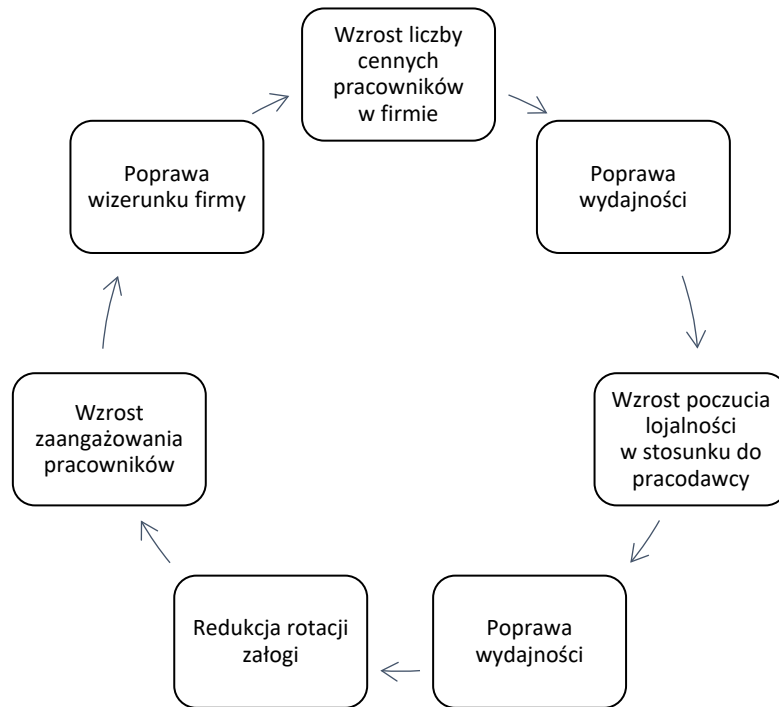 Wzrost liczby
cennych
pracowników
w firmie
Poprawa
wydajności
Wzrost poczucia
lojalności
w stosunku do
pracodawcy
Poprawa
wydajności
Redukcja rotacji
załogi
Wzrost
zaangażowania
pracowników
Poprawa
wizerunku firmy